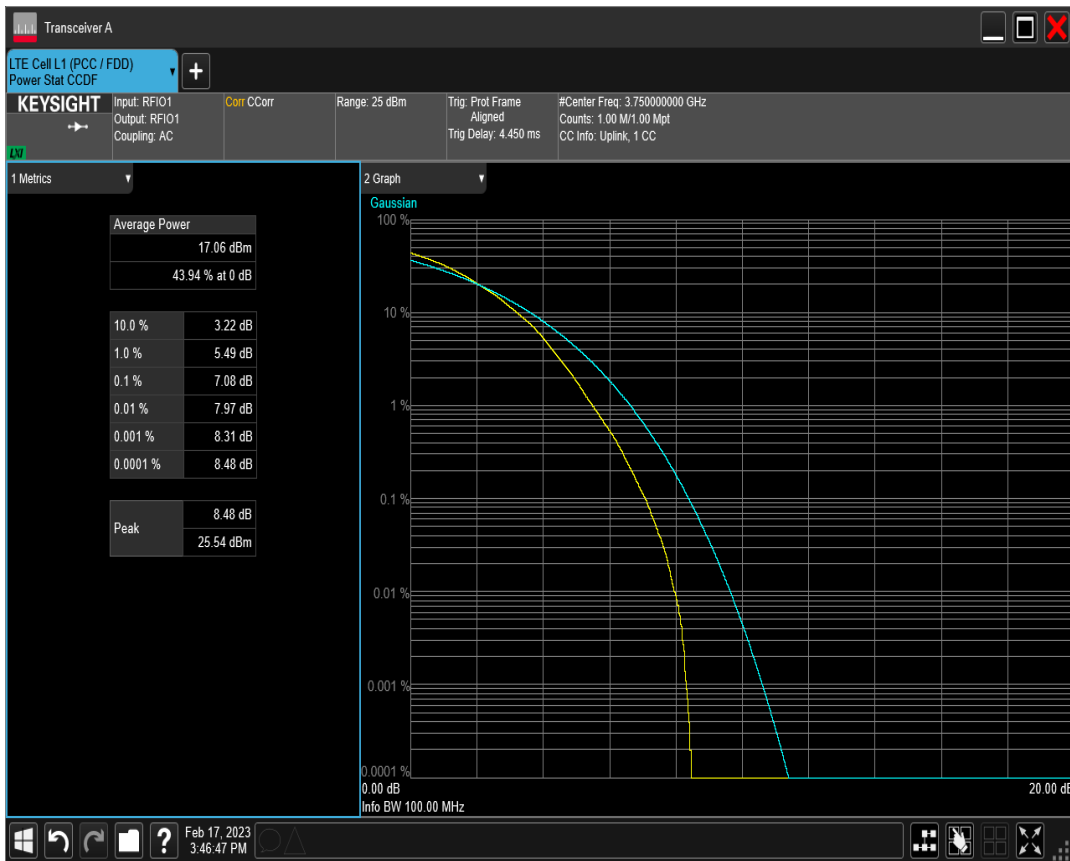 Transceiver A
LTE Cell L1 (PCC / FDD)
Power Stat CCDF
KEYSIGHT
LXI
Input: RFIO1
Output: RFIO1
Coupling: AC
Corr CCorr
Range: 25 dBm
Trig: Prot Frame
Aligned
Trig Delay: 4.450 ms
#Center Freq: 3.750000000 GHz
Counts: 1.00 M/1.00 Mpt
CC Info: Uplink, 1 CC
1 Metrics
Average Power
17.06 dBm
43.94 % at 0 dB
10.0 % 3.22 dB
1.0 % 5.49 dB
0.1 % 7.08 dB
0.01 % 7.97 dB
0.001 % 8.31 dB
0.0001 % 8.48 dB
Peak
8.48 dB
25.54 dBm
2 Graph
Gaussian
100 %
10 %
1 %
0.1 %
0.01 %
0.001 %
0.0001 %
0.00 dB 20.00 dB
Info BW 100.00 MHz
?
Feb 17, 2023
3:46:47 PM